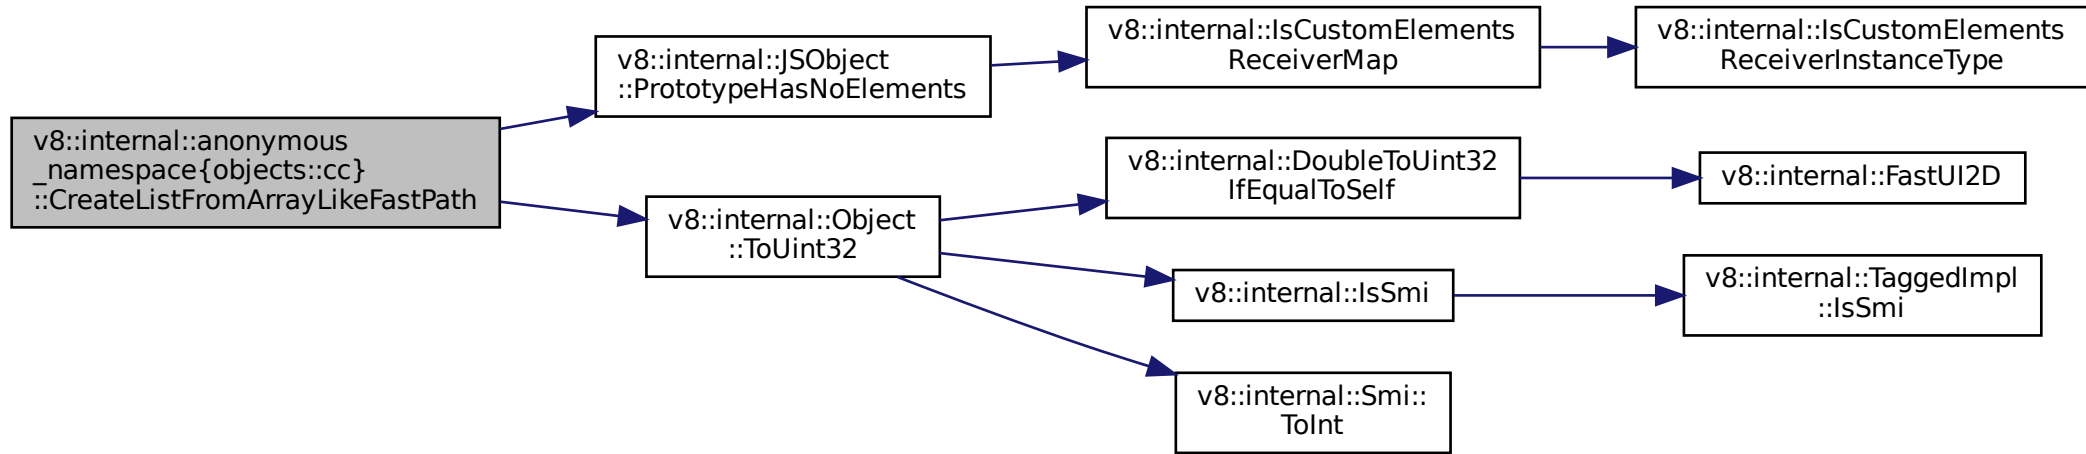 v8::internal::anonymous
_namespace{objects::cc}
::CreateListFromArrayLikeFastPath
v8::internal::JSObject
::PrototypeHasNoElements
v8::internal::IsCustomElements
ReceiverMap
v8::internal::IsCustomElements
ReceiverInstanceType
v8::internal::Object
::ToUint32
v8::internal::DoubleToUint32
IfEqualToSelf
v8::internal::FastUI2D
v8::internal::IsSmi
v8::internal::TaggedImpl
::IsSmi
v8::internal::Smi::
ToInt